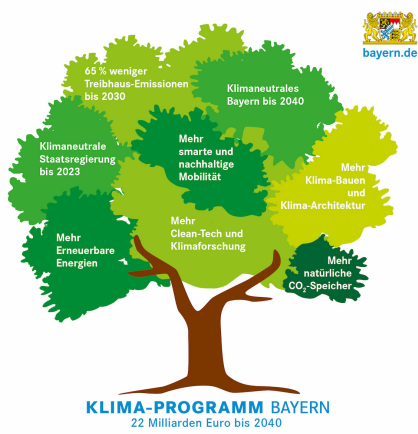 bayern.de
65 % weniger
Treibhaus-Emissionen
bis 2030
Klimaneutrales
Bayern bis 2040
Klimaneutrale
Staatsregierung
bis 2023
Mehr
smarte und
nachhaltige
Mobilität
Mehr
Klima-Bauen
und
Klima-Architektur
Mehr
Clean-Tech und
Klimaforschung
Mehr
Erneuerbare
Energien
Mehr
natürliche
CO₂-Speicher
KLIMA-PROGRAMM BAYERN
22 Milliarden Euro bis 2040